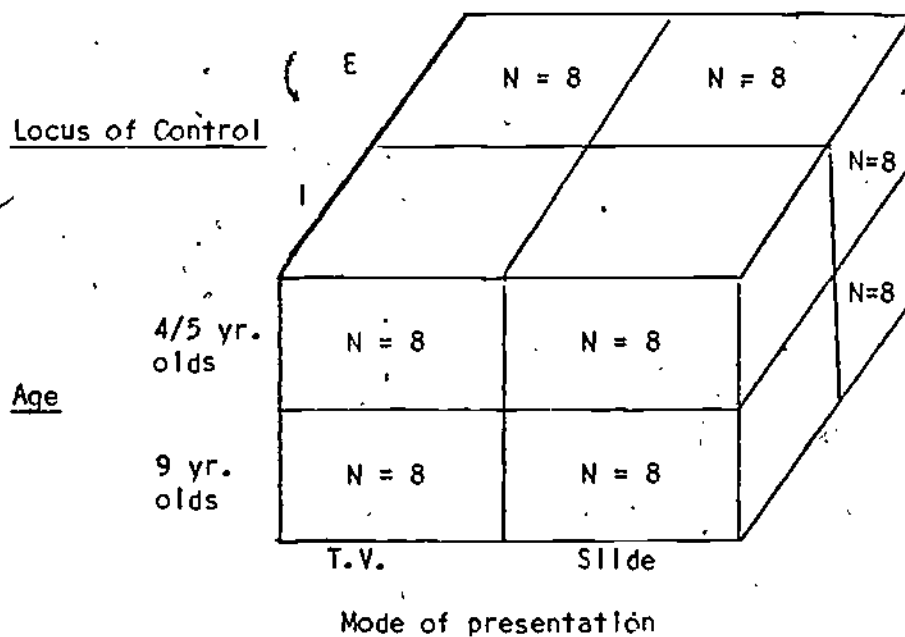 E
N = 8 N = 8
Locus of Control
N=8
I
N=8
4/5 yr.
olds
N = 8 N = 8
Age
9 yr.
olds
N = 8 N = 8
T.V. Slide
Mode of presentation